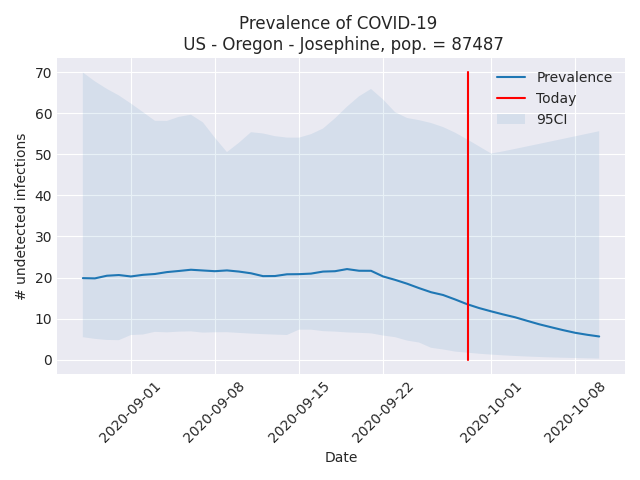 Prevalence of COVID-19
US - Oregon - Josephine, pop. = 87487
Prevalence
Today
95CI
# undetected infections
70
60
50
40
30
20
10
0
2020-09-01
2020-09-08
2020-09-15
2020-09-22
2020-10-01
2020-10-08
Date